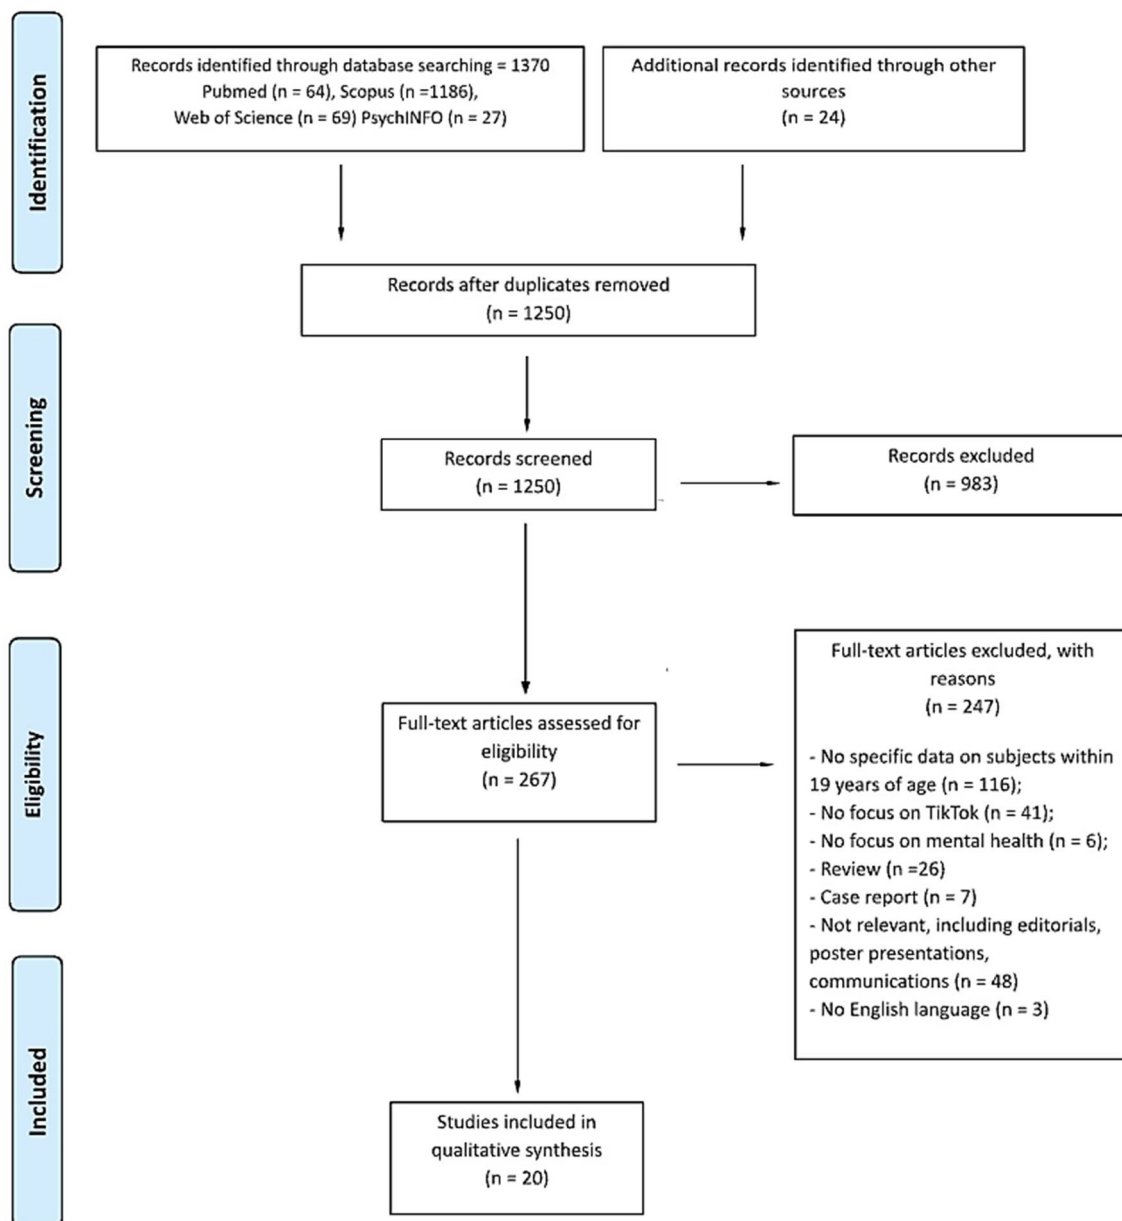 Identification
Records identified through database searching = 1370
Pubmed (n = 64), Scopus (n =1186),
Web of Science (n = 69) PsychINFO (n = 27)
Additional records identified through other
sources
(n = 24)
Records after duplicates removed
(n = 1250)
Screening
Records screened
(n = 1250)
Records excluded
(n = 983)
Eligibility
Full-text articles assessed for
eligibility
(n = 267)
Full-text articles excluded, with
reasons
(n = 247)
- No specific data on subjects within
19 years of age (n = 116);
- No focus on TikTok (n = 41);
- No focus on mental health (n = 6);
- Review (n =26)
- Case report (n = 7)
- Not relevant, including editorials,
poster presentations,
communications (n = 48)
- No English language (n = 3)
Included
Studies included in
qualitative synthesis
(n = 20)